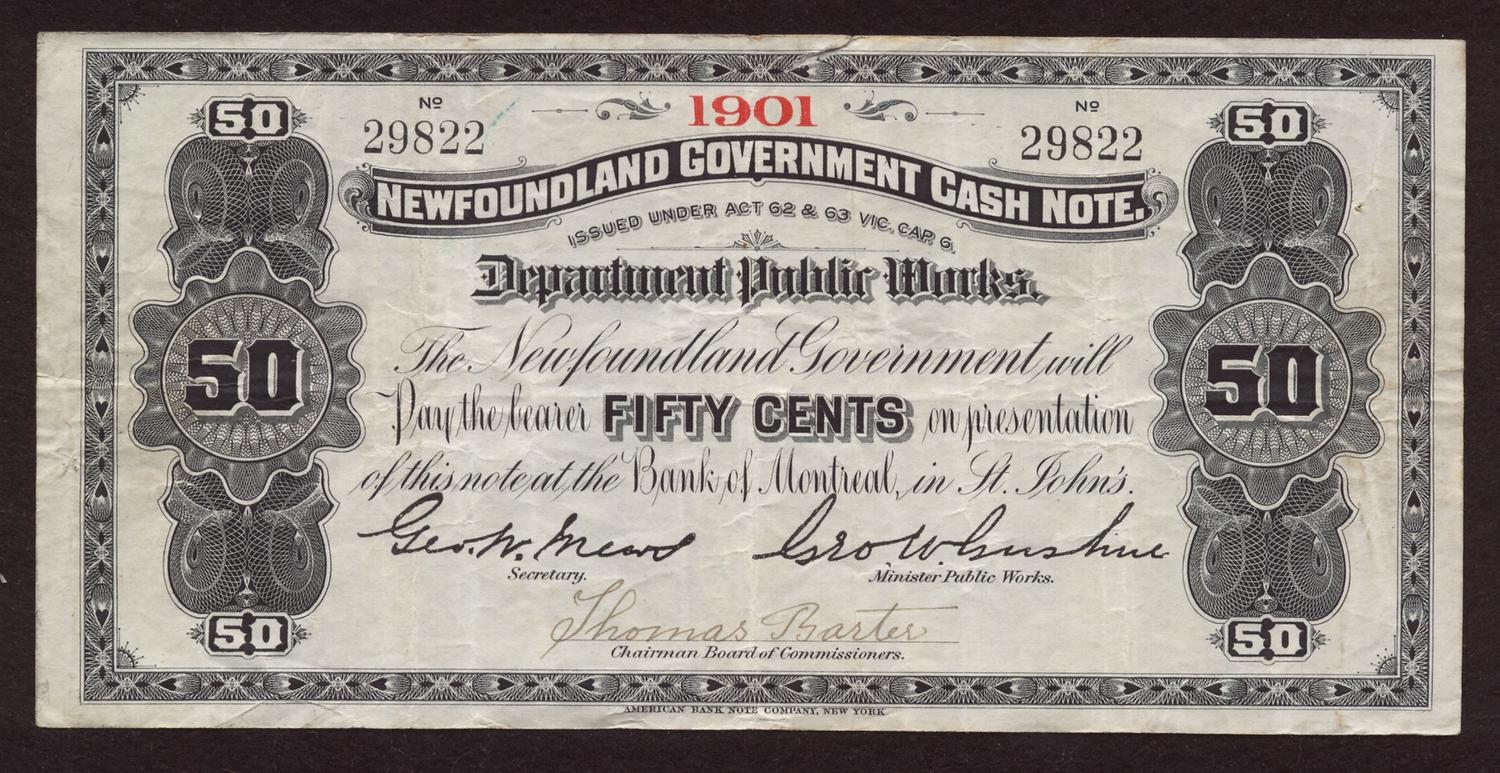 1901
50
Nº
29822
Nº
29822
50
NEWFOUNDLAND GOVERNMENT CASH NOTE.
ISSUED UNDER ACT 62 & 63 VIC. CAP. 6.
Department Public Works.
The Newfoundland Government will
50
Pay the bearer FIFTY CENTS on presentation
50
of this note at the Bank of Montreal, in St. John's.
Geo. W. Mews
Secretary.
Minister Public Works.
Thomas Barter
Chairman Board of Commissioners.
50
50
AMERICAN BANK NOTE COMPANY, NEW YORK